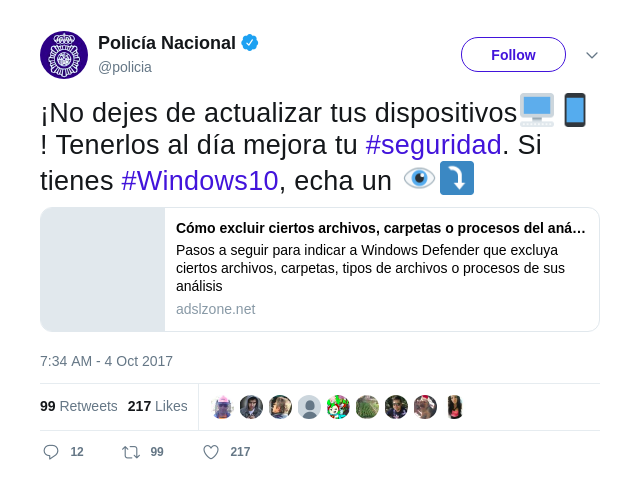 Policía Nacional
@policia
Follow
¡No dejes de actualizar tus dispositivos🖥️📱
! Tenerlos al día mejora tu #seguridad. Si
tienes #Windows10, echa un 👁️⤵️
Cómo excluir ciertos archivos, carpetas o procesos del aná…
Pasos a seguir para indicar a Windows Defender que excluya
ciertos archivos, carpetas, tipos de archivos o procesos de sus
análisis
adslzone.net
7:34 AM - 4 Oct 2017
99 Retweets 217 Likes
12 99 217